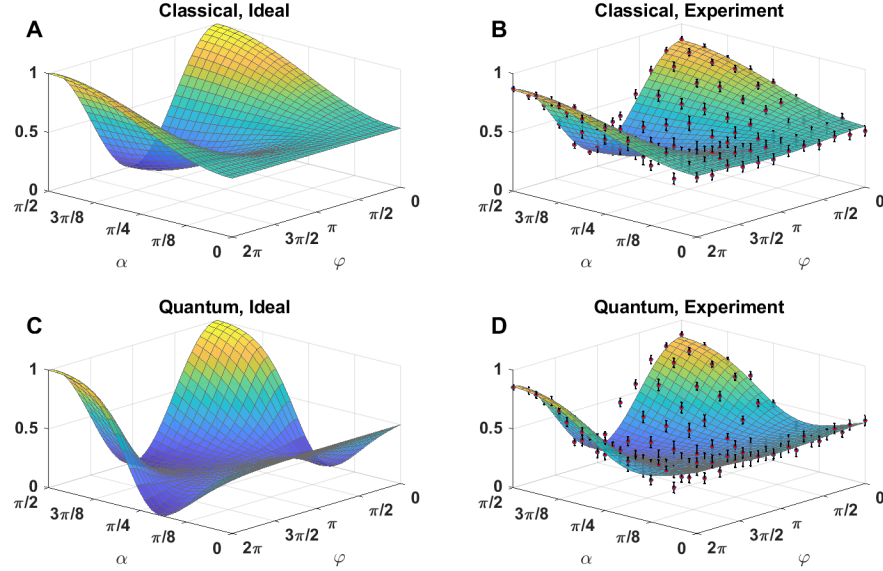 A
Classical, Ideal
1
0.5
0
π/2
3π/8
π/4
π/8
0
α
2π
3π/2
π
π/2
0
φ
B
Classical, Experiment
1
0.5
0
π/2
3π/8
π/4
π/8
0
α
2π
3π/2
π
π/2
0
φ
C
Quantum, Ideal
1
0.5
0
π/2
3π/8
π/4
π/8
0
α
2π
3π/2
π
π/2
0
φ
D
Quantum, Experiment
1
0.5
0
π/2
3π/8
π/4
π/8
0
α
2π
3π/2
π
π/2
0
φ